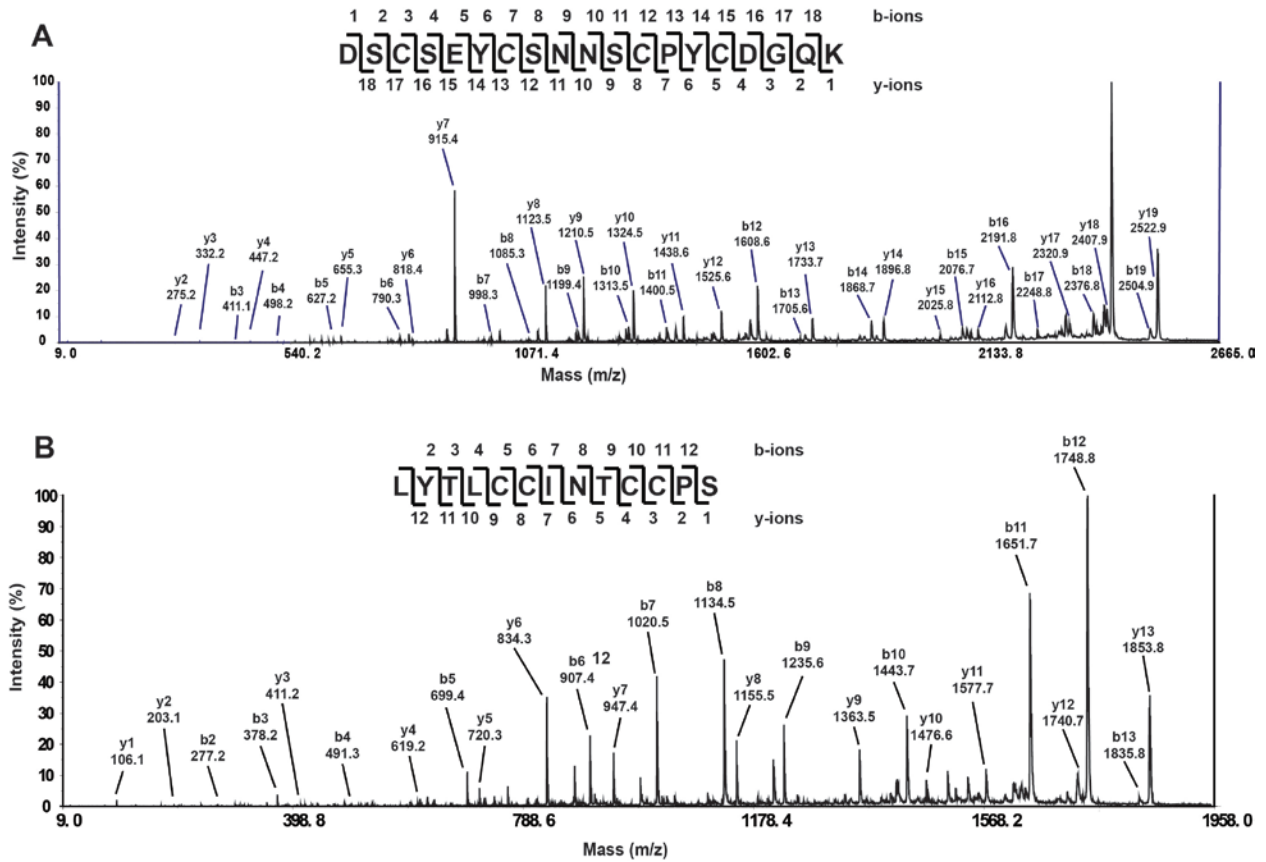 1 2 3 4 5 6 7 8 9 10 11 12 13 14 15 16 17 18 b-ions
A
DSCSEYCSNNSCPYCDGQK
18 17 16 15 14 13 12 11 10 9 8 7 6 5 4 3 2 1 y-ions
Intensity (%)
100
90
80
70
60
50
40
30
20
10
0
y2
275.2
y3
332.2
b3
411.1
y4
447.2
b4
498.2
b5
627.2
y5
655.3
b6
790.3
y6
818.4
y7
915.4
b7
998.3
b8
1085.3
y8
1123.5
b9
1199.4
y9
1210.5
b10
1313.5
y10
1324.5
b11
1400.5
y11
1438.6
y12
1525.6
b12
1608.6
b13
1705.6
y13
1733.7
b14
1868.7
y14
1896.8
y15
2025.8
b15
2076.7
y16
2112.8
b16
2191.8
b17
2248.8
y17
2320.9
b18
2376.8
y18
2407.9
b19
2504.9
y19
2522.9
9.0 540.2 1071.4 1602.6 2133.8 2665.0
Mass (m/z)
B
2 3 4 5 6 7 8 9 10 11 12 b-ions
LYTLCCINTCCPS
12 11 10 9 8 7 6 5 4 3 2 1 y-ions
Intensity (%)
100
90
80
70
60
50
40
30
20
10
0
y1
106.1
y2
203.1
b2
277.2
b3
378.2
y3
411.2
b4
491.3
y4
619.2
b5
699.4
y5
720.3
y6
834.3
b6 12
907.4
y7
947.4
b7
1020.5
b8
1134.5
y8
1155.5
b9
1235.6
y9
1363.5
b10
1443.7
y10
1476.6
y11
1577.7
b11
1651.7
y12
1740.7
b12
1748.8
b13
1835.8
y13
1853.8
9.0 398.8 788.6 1178.4 1568.2 1958.0
Mass (m/z)